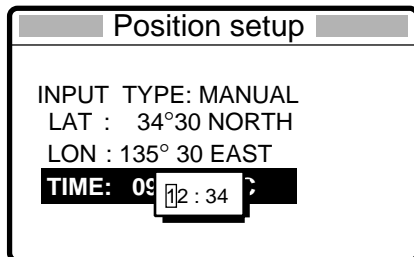 Position setup
INPUT TYPE: MANUAL
LAT : 34°30 NORTH
LON : 135° 30 EAST
TIME: 09
12 : 34